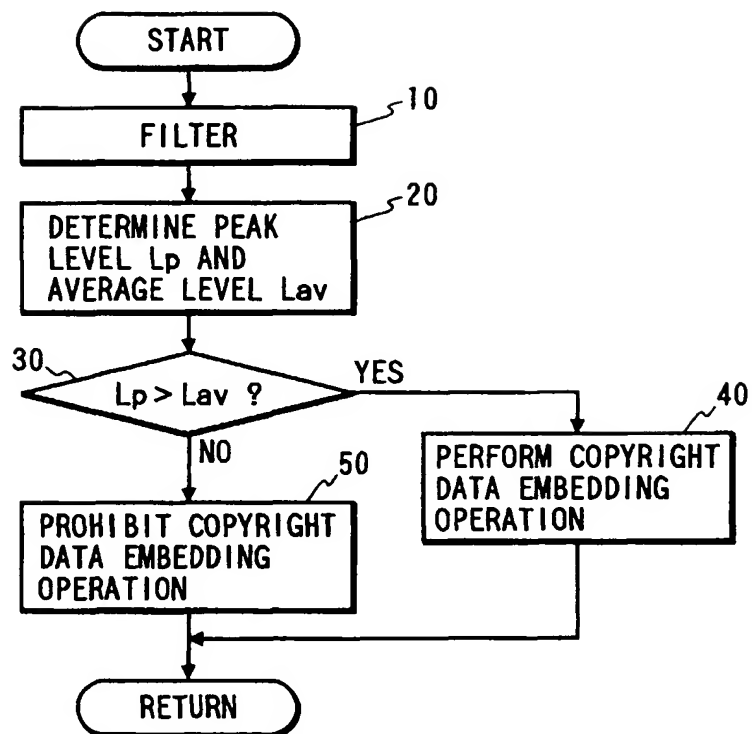 START
10
FILTER
20
DETERMINE PEAK
LEVEL Lp AND
AVERAGE LEVEL Lav
30
Lp > Lav ?
YES
NO
40
PERFORM COPYRIGHT
DATA EMBEDDING
OPERATION
50
PROHIBIT COPYRIGHT
DATA EMBEDDING
OPERATION
RETURN